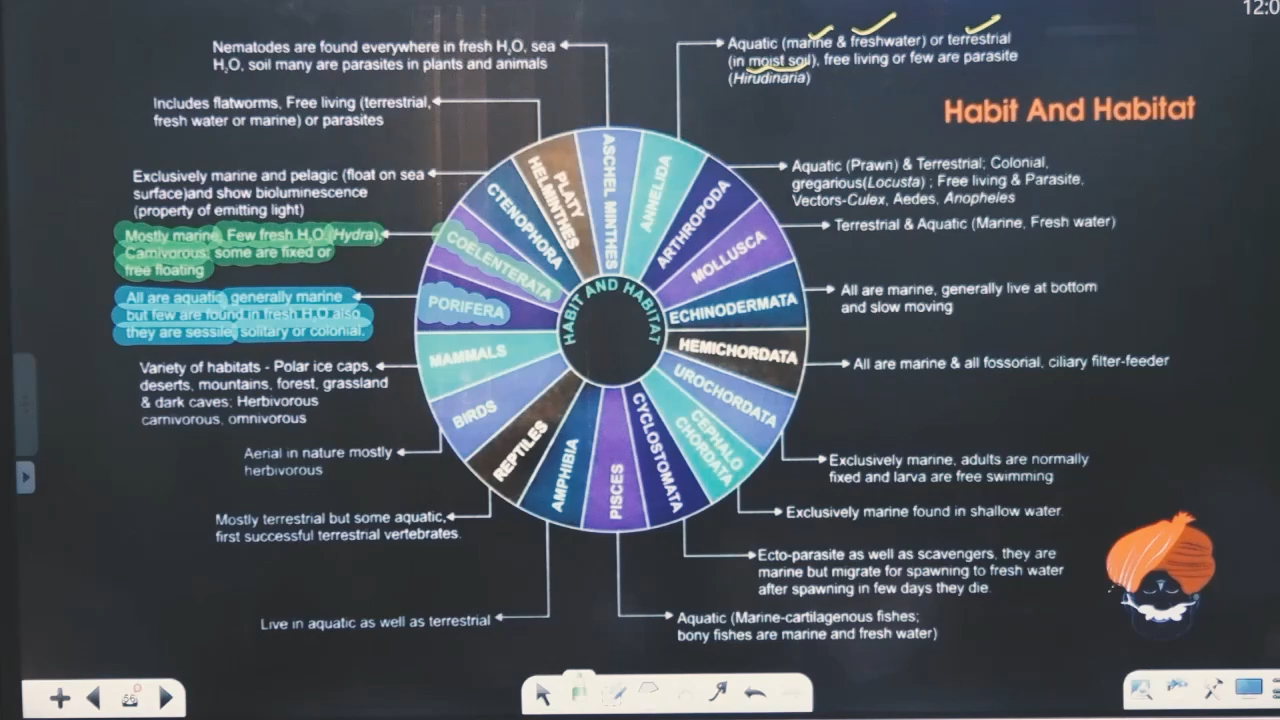 12:0
Habit And Habitat
Nematodes are found everywhere in fresh H₂O, sea
H₂O, soil many are parasites in plants and animals
Includes flatworms, Free living (terrestrial,
fresh water or marine) or parasites
Exclusively marine and pelagic (float on sea
surface)and show bioluminescence
(property of emitting light)
Mostly marine, Few fresh H₂O (Hydra),
Carnivorous, some are fixed or
free floating
All are aquatic, generally marine
but few are found in fresh H₂O also
they are sessile, solitary or colonial.
Variety of habitats - Polar ice caps,
deserts, mountains, forest, grassland
& dark caves; Herbivorous
carnivorous, omnivorous
Aerial in nature mostly
herbivorous
Mostly terrestrial but some aquatic,
first successful terrestrial vertebrates.
Live in aquatic as well as terrestrial
Aquatic (marine & freshwater) or terrestrial
(in moist soil), free living or few are parasite
(Hirudinaria)
Aquatic (Prawn) & Terrestrial; Colonial,
gregarious(Locusta) ; Free living & Parasite,
Vectors-Culex, Aedes, Anopheles
Terrestrial & Aquatic (Marine, Fresh water)
All are marine, generally live at bottom
and slow moving
All are marine & all fossorial, ciliary filter-feeder
Exclusively marine, adults are normally
fixed and larva are free swimming
Exclusively marine found in shallow water.
Ecto-parasite as well as scavengers, they are
marine but migrate for spawning to fresh water
after spawning in few days they die.
Aquatic (Marine-cartilagenous fishes;
bony fishes are marine and fresh water)
HABIT AND HABITAT
ASCHEL MINTHES
ANNELIDA
ARTHROPODA
MOLLUSCA
ECHINODERMATA
HEMICHORDATA
UROCHORDATA
CEPHALO
CHORDATA
CYCLOSTOMATA
PISCES
AMPHIBIA
REPTILES
BIRDS
MAMMALS
PORIFERA
COELENTERATA
CTENOPHORA
PLATY
HELMINTHES